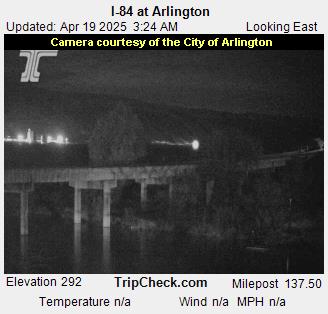 I-84 at Arlington
Updated: Apr 19 2025 3:24 AM Looking East
Camera courtesy of the City of Arlington
Elevation 292 TripCheck.com Milepost 137.50
Temperature n/a Wind n/a MPH n/a